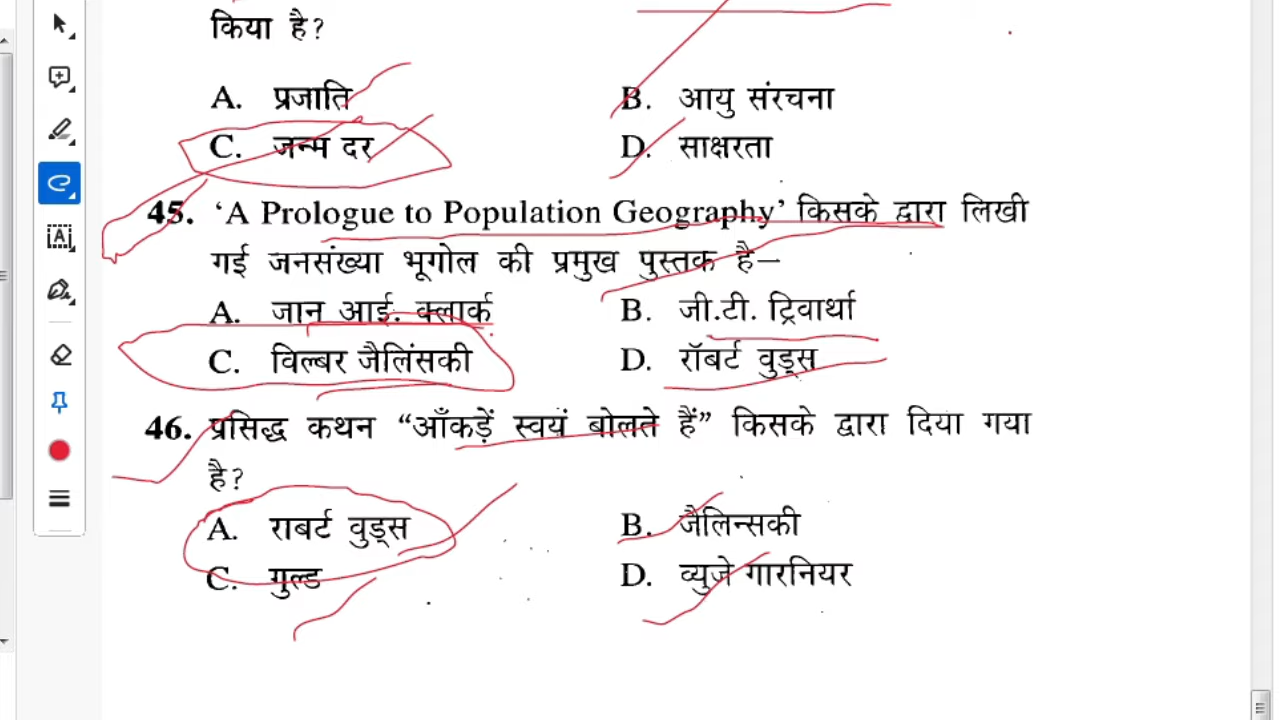 किया है?
A. प्रजाति B. आयु संरचना
C. जन्म दर D. साक्षरता
45. ‘A Prologue to Population Geography’ किसके द्वारा लिखी
गई जनसंख्या भूगोल की प्रमुख पुस्तक है–
A. जान आई. क्लार्क B. जी.टी. ट्रिवार्था
C. विल्बर जैलिंसकी D. रॉबर्ट वुड्स
46. प्रसिद्ध कथन “आँकड़ें स्वयं बोलते हैं” किसके द्वारा दिया गया
है?
A. राबर्ट वुड्स B. जैलिन्सकी
C. गुल्ड D. व्युजे गारनियर